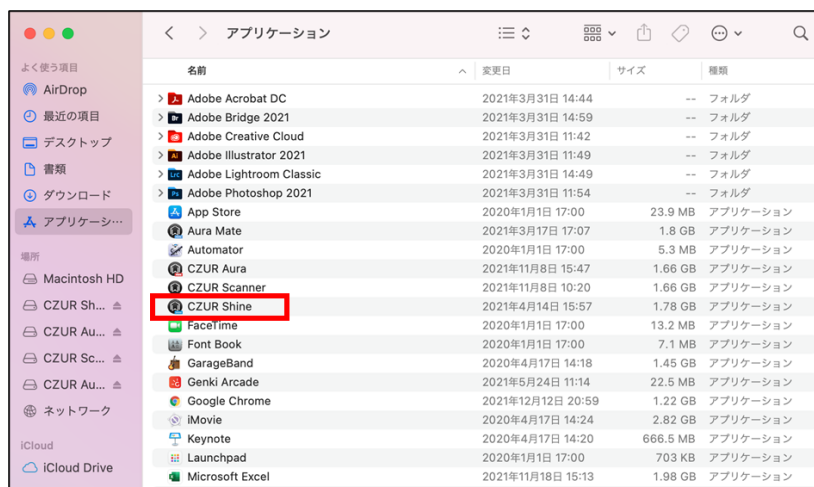 アプリケーション
よく使う項目
AirDrop
最近の項目
デスクトップ
書類
ダウンロード
アプリケーシ…
場所
Macintosh HD
CZUR Sh...
CZUR Au...
CZUR Sc...
CZUR Au...
ネットワーク
iCloud
iCloud Drive
名前 変更日 サイズ 種類
Adobe Acrobat DC 2021年3月31日 14:44 -- フォルダ
Adobe Bridge 2021 2021年3月31日 14:59 -- フォルダ
Adobe Creative Cloud 2021年3月31日 11:42 -- フォルダ
Adobe Illustrator 2021 2021年3月31日 11:49 -- フォルダ
Adobe Lightroom Classic 2021年3月31日 14:49 -- フォルダ
Adobe Photoshop 2021 2021年3月31日 11:54 -- フォルダ
App Store 2020年1月1日 17:00 23.9 MB アプリケーション
Aura Mate 2021年3月17日 17:07 1.8 GB アプリケーション
Automator 2020年1月1日 17:00 5.3 MB アプリケーション
CZUR Aura 2021年11月8日 15:47 1.66 GB アプリケーション
CZUR Scanner 2021年11月8日 10:20 1.66 GB アプリケーション
CZUR Shine 2021年4月14日 15:57 1.78 GB アプリケーション
FaceTime 2020年1月1日 17:00 13.2 MB アプリケーション
Font Book 2020年1月1日 17:00 7.1 MB アプリケーション
GarageBand 2020年4月17日 14:18 1.45 GB アプリケーション
Genki Arcade 2021年5月24日 11:14 22.5 MB アプリケーション
Google Chrome 2021年12月12日 20:59 1.22 GB アプリケーション
iMovie 2020年4月17日 14:24 2.82 GB アプリケーション
Keynote 2020年4月17日 14:20 666.5 MB アプリケーション
Launchpad 2020年1月1日 17:00 703 KB アプリケーション
Microsoft Excel 2021年11月18日 15:13 1.98 GB アプリケーション